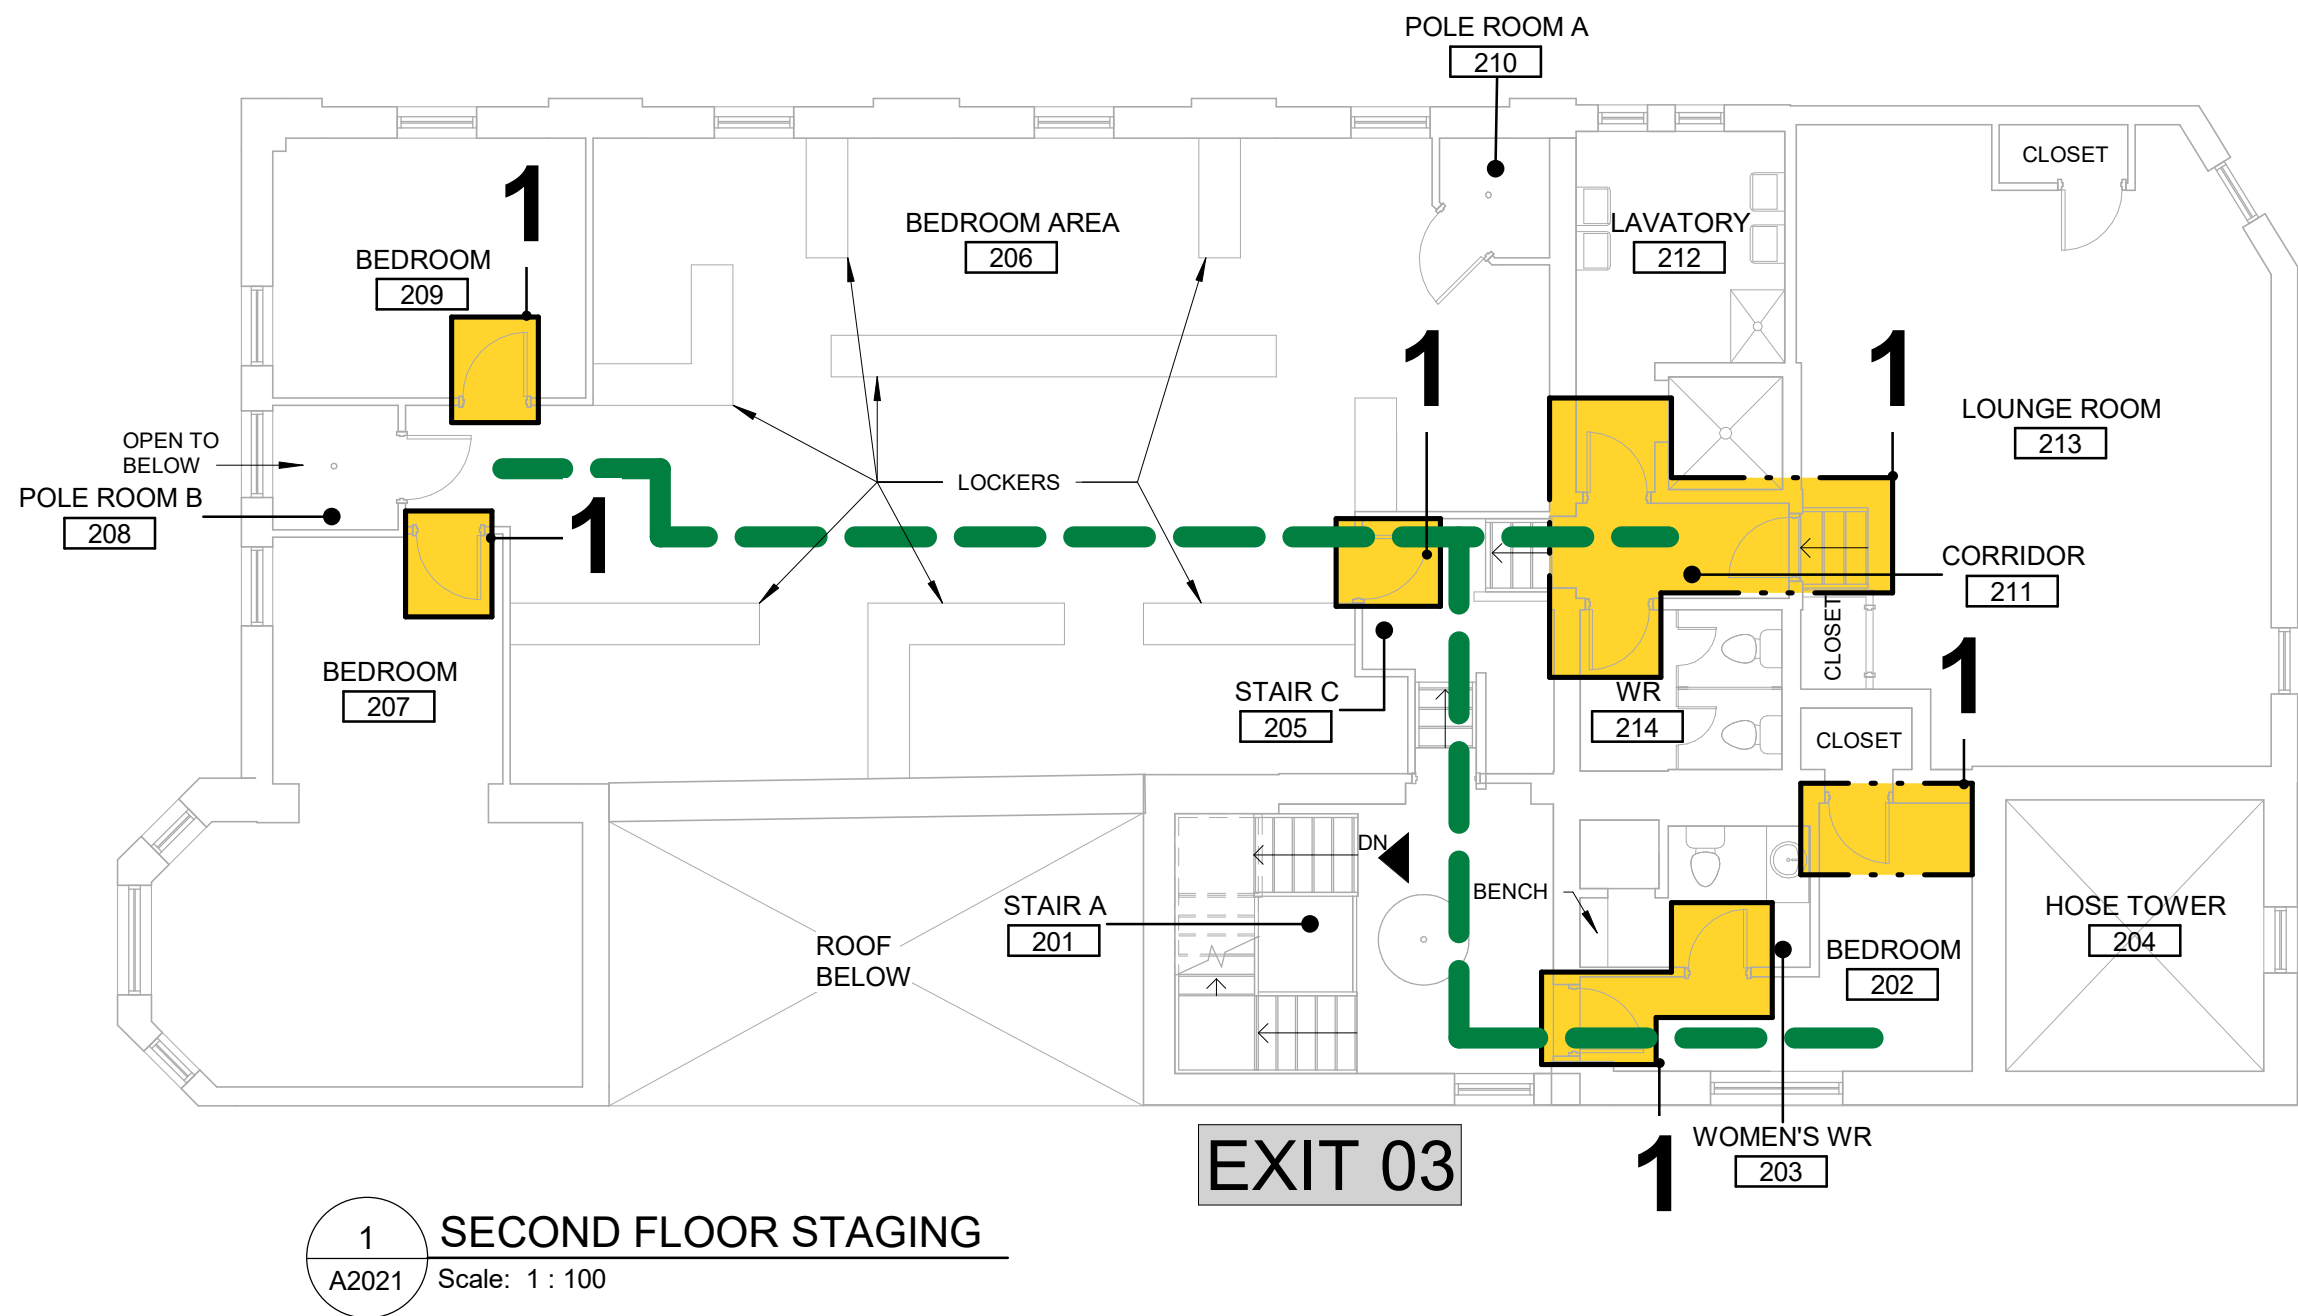 POLE ROOM A
210
CLOSET
1
BEDROOM AREA
206
LAVATORY
212
BEDROOM
209
1
1
LOUNGE ROOM
213
OPEN TO
BELOW
POLE ROOM B
208
LOCKERS
1
CORRIDOR
211
CLOSET
BEDROOM
207
STAIR C
205
WR
214
1
CLOSET
DN
BENCH
STAIR A
201
ROOF
BELOW
BEDROOM
202
HOSE TOWER
204
EXIT 03
1
WOMEN'S WR
203
1
A2021
SECOND FLOOR STAGING
Scale: 1 : 100